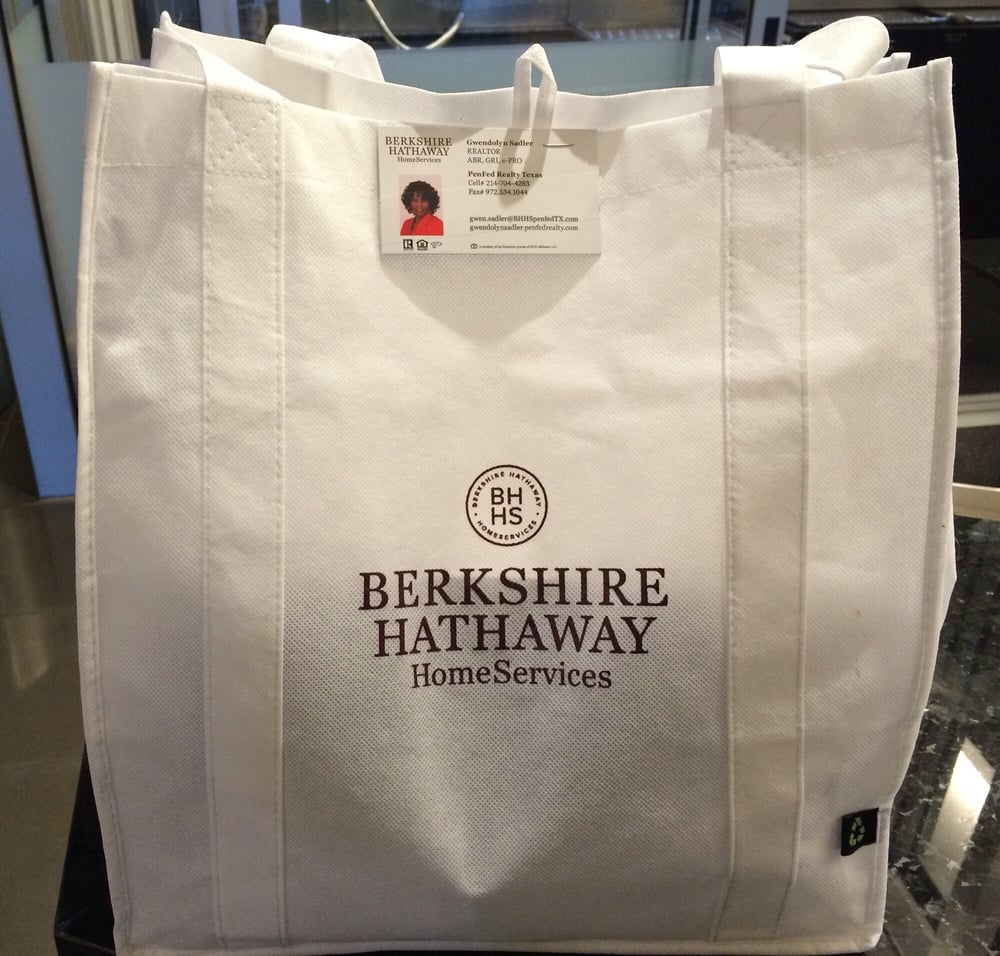 BERKSHIRE
HATHAWAY
HomeServices
Gwendolyn Sadler
REALTOR
ABR, GRI, e-PRO
PenFed Realty Texas
Cell# 214-704-4283
Fax# 972.534.1044
gwen.sadler@BHHSpenfedTX.com
gwendolynsadler.penfedrealty.com
BERKSHIRE HATHAWAY
BH
HS
HOMESERVICES
BERKSHIRE
HATHAWAY
HomeServices